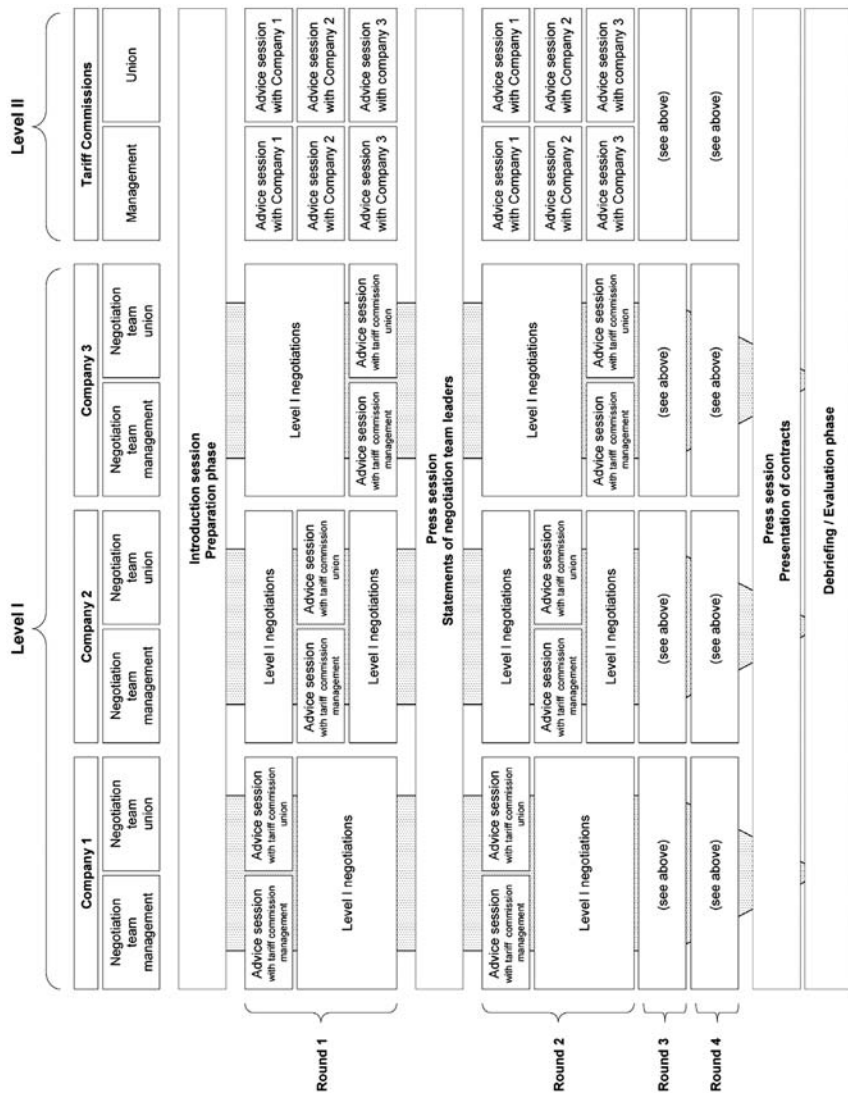 Level I
Level II
Company 1
Company 2
Company 3
Tariff Commissions
Negotiation
team
management
Negotiation
team
union
Negotiation
team
management
Negotiation
team
union
Negotiation
team
management
Negotiation
team
union
Management
Union
Introduction session
Preparation phase
Round 1
Advice session
with tariff commission
management
Advice session
with tariff commission
union
Level I negotiations
Level I negotiations
Advice session
with tariff commission
management
Advice session
with tariff commission
union
Level I negotiations
Level I negotiations
Advice session
with tariff commission
management
Advice session
with tariff commission
union
Advice session
with Company 1
Advice session
with Company 1
Advice session
with Company 2
Advice session
with Company 2
Advice session
with Company 3
Advice session
with company 3
Press session
Statements of negotiation team leaders
Round 2
Advice session
with tariff commission
management
Advice session
with tariff commission
union
Level I negotiations
Level I negotiations
Advice session
with tariff commission
management
Advice session
with tariff commission
union
Level I negotiations
Level I negotiations
Advice session
with tariff commission
management
Advice session
with tariff commission
union
Advice session
with Company 1
Advice session
with Company 1
Advice session
with Company 2
Advice session
with Company 2
Advice session
with Company 3
Advice session
with company 3
Round 3
(see above)
(see above)
(see above)
(see above)
Round 4
(see above)
(see above)
(see above)
(see above)
Press session
Presentation of contracts
Debriefing / Evaluation phase